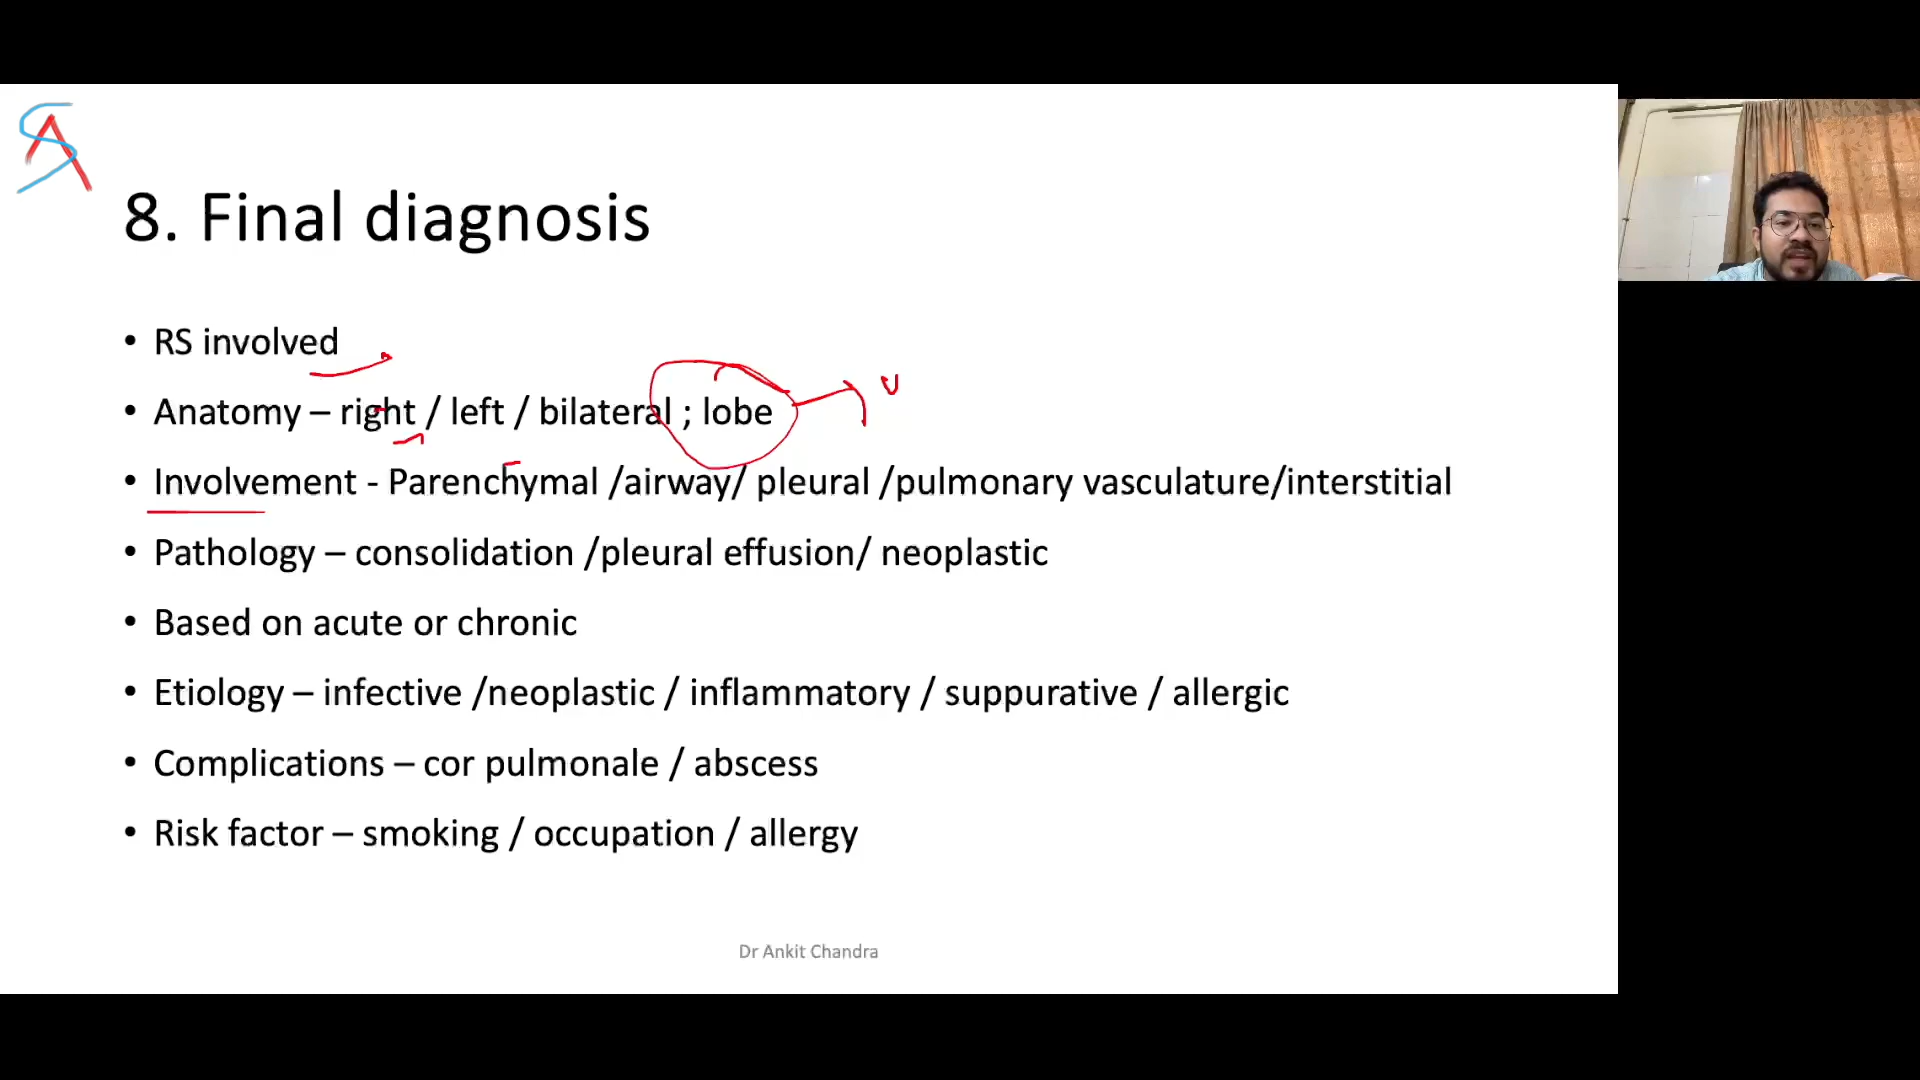 8. Final diagnosis
• RS involved
• Anatomy – right / left / bilateral ; lobe
• Involvement - Parenchymal /airway/ pleural /pulmonary vasculature/interstitial
• Pathology – consolidation /pleural effusion/ neoplastic
• Based on acute or chronic
• Etiology – infective /neoplastic / inflammatory / suppurative / allergic
• Complications – cor pulmonale / abscess
• Risk factor – smoking / occupation / allergy
Dr Ankit Chandra